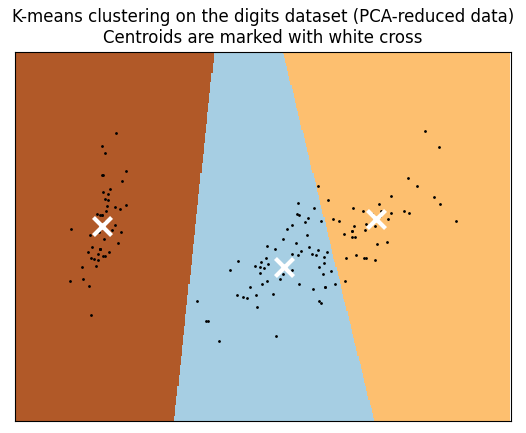 K-means clustering on the digits dataset (PCA-reduced data)
Centroids are marked with white cross